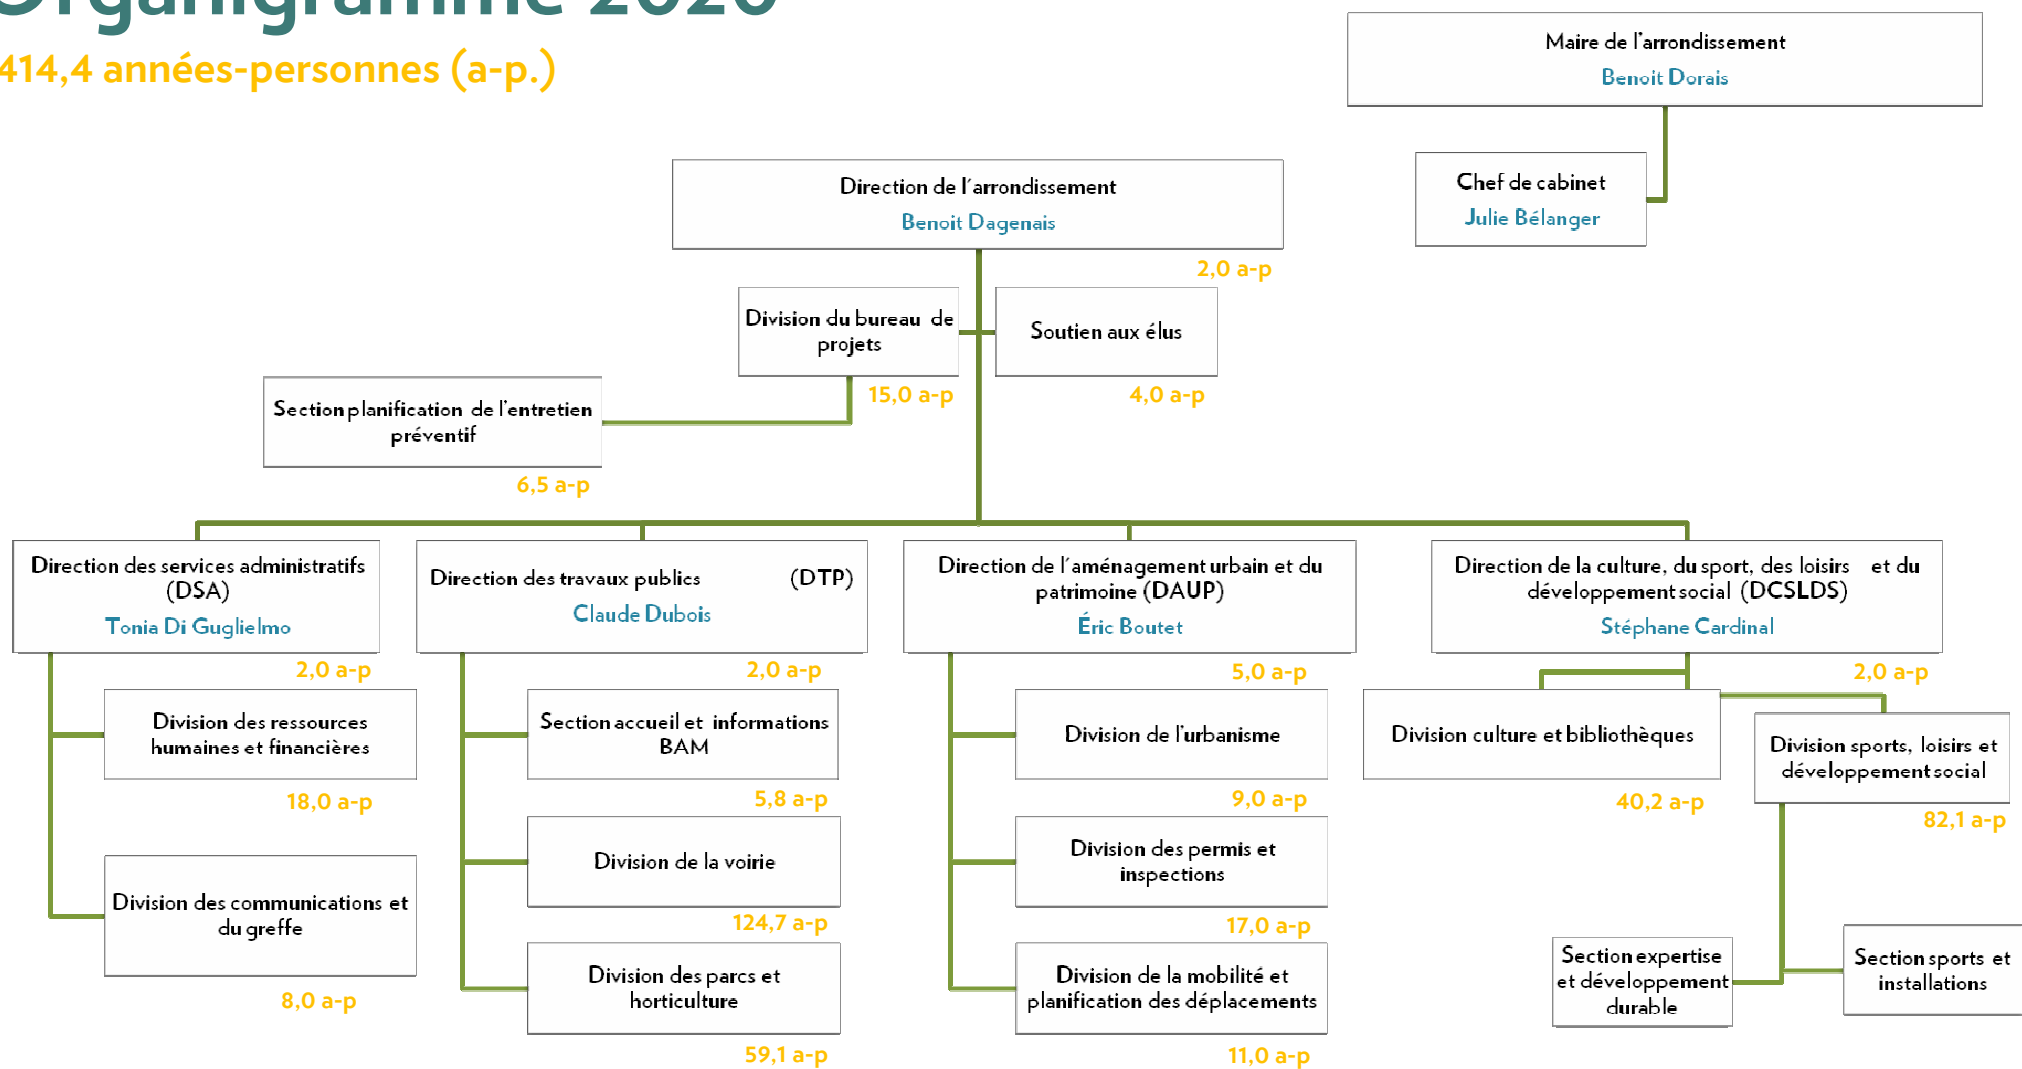 Organigramme 2020
414,4 années-personnes (a-p.)
Maire de l'arrondissement
Benoit Dorais
Chef de cabinet
Julie Bélanger
Direction de l'arrondissement
Benoit Dagenais
2,0 a-p
Division du bureau de
projets
15,0 a-p
Soutien aux élus
4,0 a-p
Section planification de l'entretien
préventif
6,5 a-p
Direction des services administratifs
(DSA)
Tonia Di Guglielmo
2,0 a-p
Division des ressources
humaines et financières
18,0 a-p
Division des communications et
du greffe
8,0 a-p
Direction des travaux publics (DTP)
Claude Dubois
2,0 a-p
Section accueil et informations
BAM
5,8 a-p
Division de la voirie
124,7 a-p
Division des parcs et
horticulture
59,1 a-p
Direction de l'aménagement urbain et du
patrimoine (DAUP)
Éric Boutet
5,0 a-p
Division de l'urbanisme
9,0 a-p
Division des permis et
inspections
17,0 a-p
Division de la mobilité et
planification des déplacements
11,0 a-p
Direction de la culture, du sport, des loisirs et du
développement social (DCSLDS)
Stéphane Cardinal
2,0 a-p
Division culture et bibliothèques
40,2 a-p
Division sports, loisirs et
développement social
82,1 a-p
Section expertise
et développement
durable
Section sports et
installations